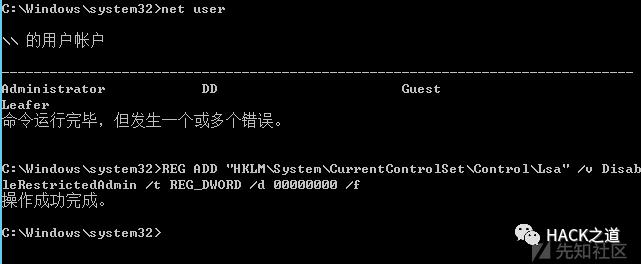 C:\Windows\system32>net user
\\ 的用户帐户
-------------------------------------------------------------------------------
Administrator DD Guest
Leafer
命令运行完毕，但发生一个或多个错误。
C:\Windows\system32>REG ADD "HKLM\System\CurrentControlSet\Control\Lsa" /v Disab
leRestrictedAdmin /t REG_DWORD /d 00000000 /f
操作成功完成。
C:\Windows\system32>
HACK之道
先知社区